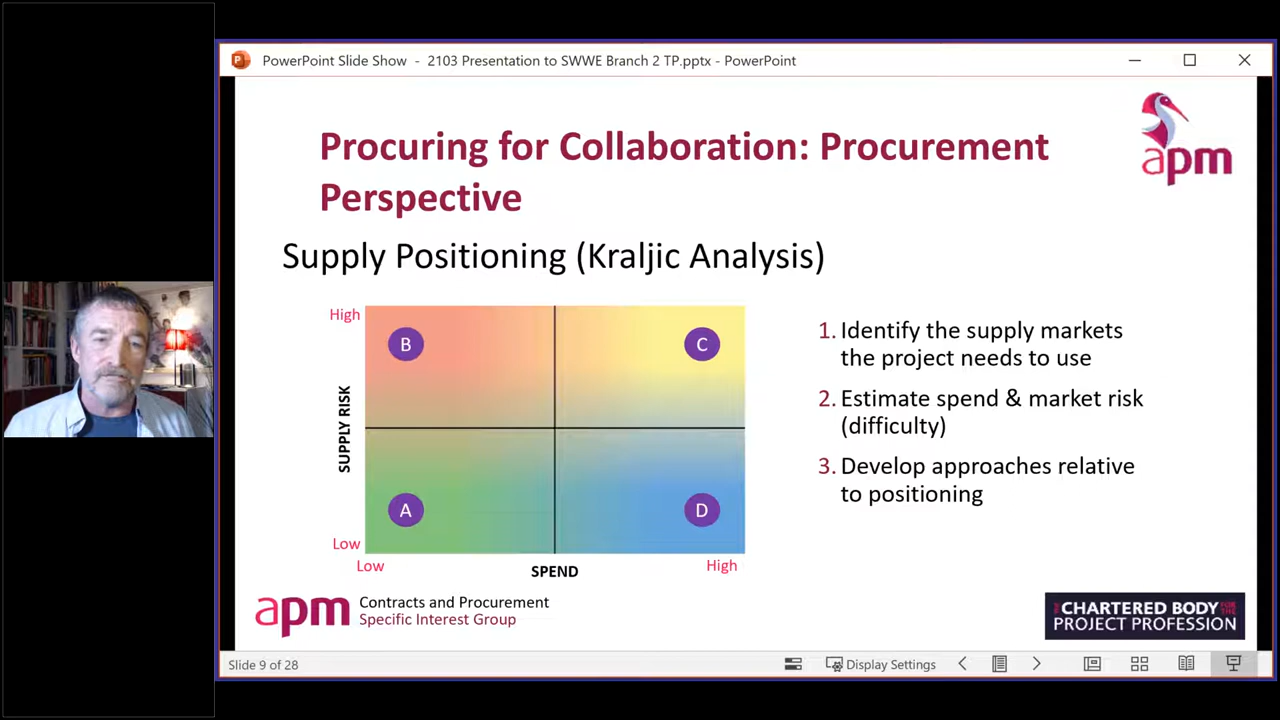 PowerPoint Slide Show - 2103 Presentation to SWWE Branch 2 TP.pptx - PowerPoint
Procuring for Collaboration: Procurement
Perspective
apm
Supply Positioning (Kraljic Analysis)
High
B
C
SUPPLY RISK
A
D
Low
Low
SPEND
High
1. Identify the supply markets
the project needs to use
2. Estimate spend & market risk
(difficulty)
3. Develop approaches relative
to positioning
apm
Contracts and Procurement
Specific Interest Group
THE CHARTERED BODY FOR THE
PROJECT PROFESSION
Slide 9 of 28
Display Settings